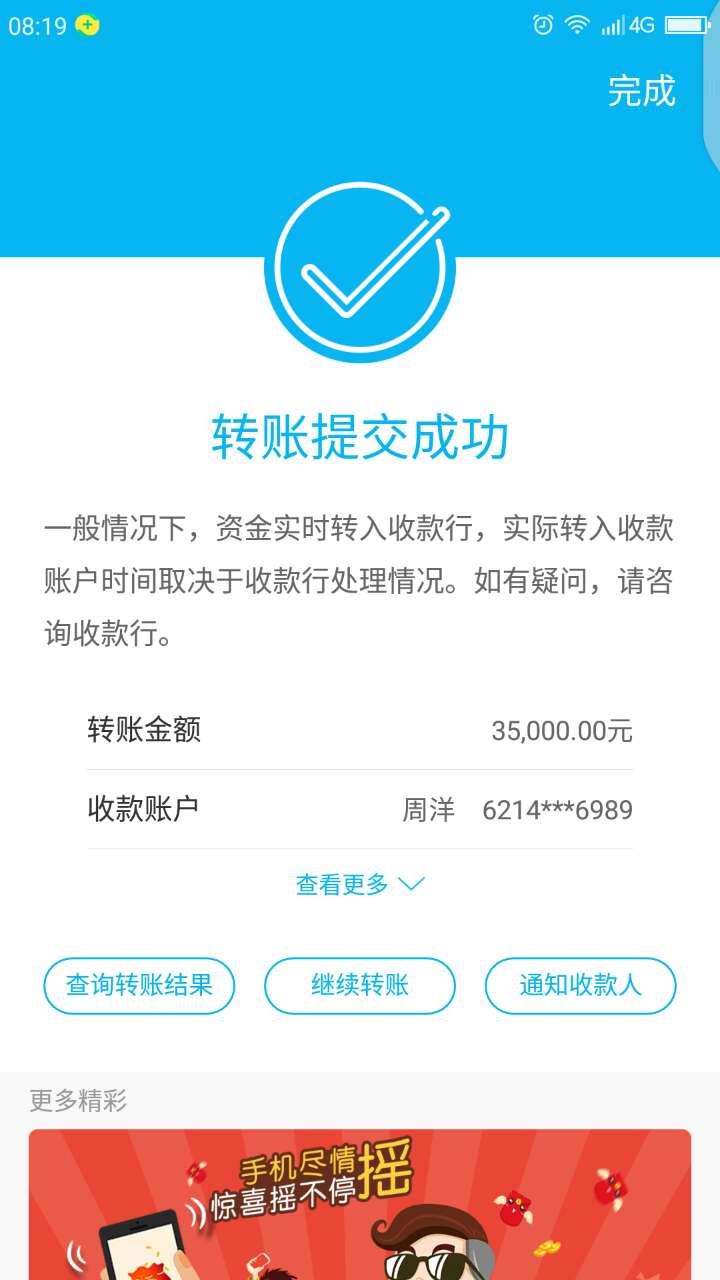 08:19
4G
完成
转账提交成功
一般情况下，资金实时转入收款行，实际转入收款
账户时间取决于收款行处理情况。如有疑问，请咨
询收款行。
转账金额 35,000.00元
收款账户 周洋 6214***6989
查看更多
查询转账结果 继续转账 通知收款人
更多精彩
手机尽情摇
惊喜摇不停